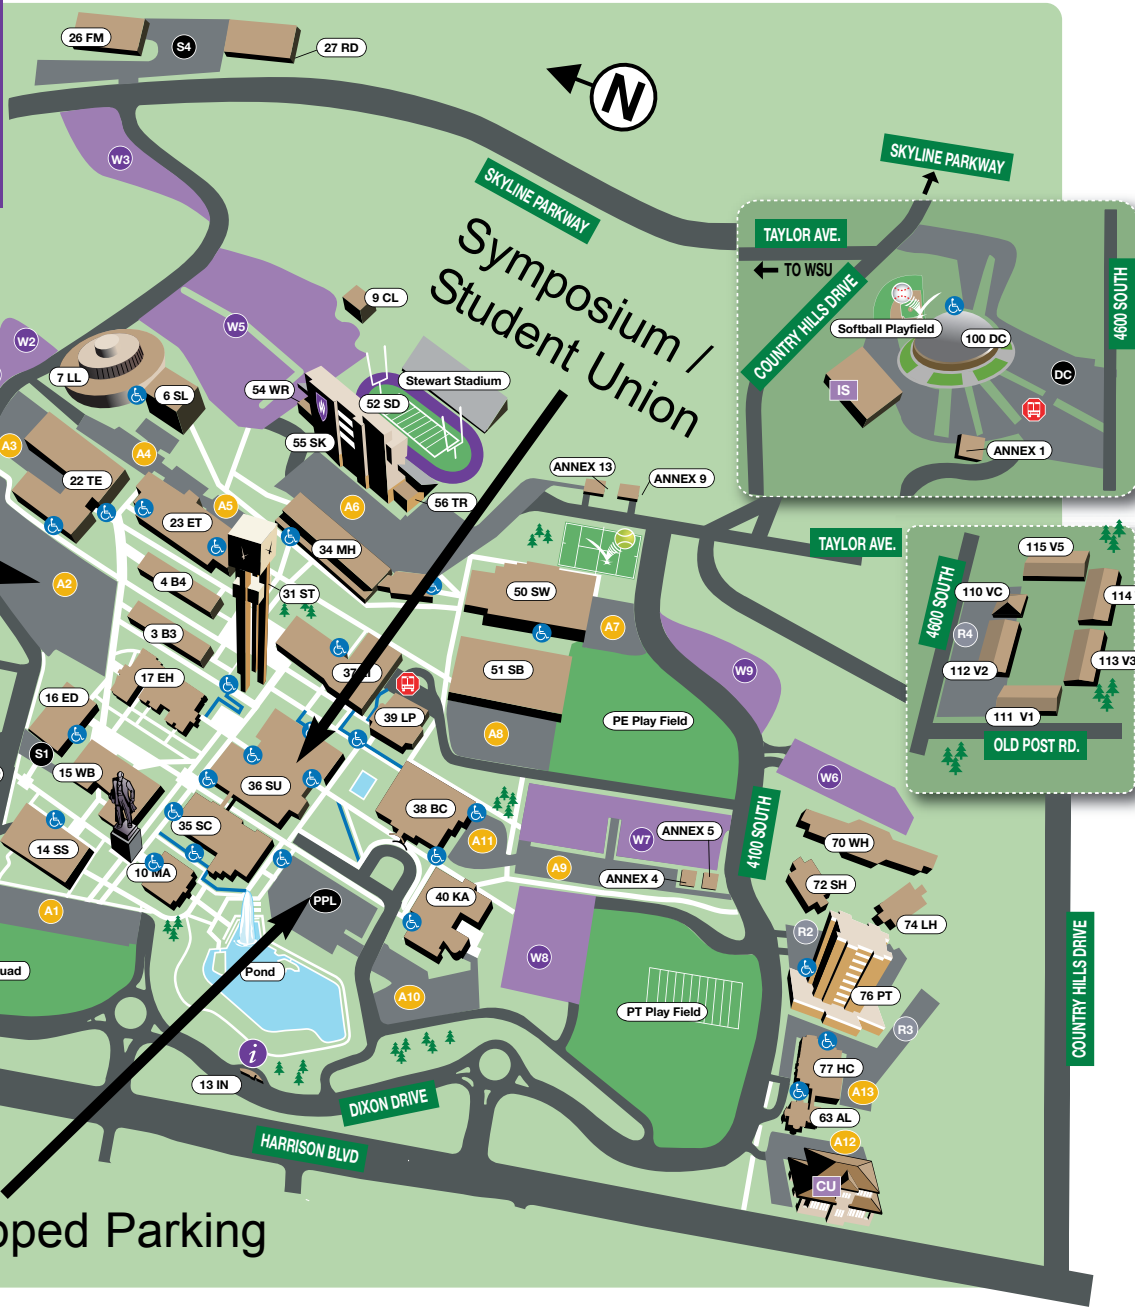 26 FM
S4
27 RD
N
W3
SKYLINE PARKWAY
SKYLINE PARKWAY
TAYLOR AVE.
TO WSU
COUNTRY HILLS DRIVE
4600 SOUTH
Softball Playfield
100 DC
IS
DC
ANNEX 1
Symposium /
Student Union
9 CL
W5
W2
7 LL
6 SL
54 WR
Stewart Stadium
52 SD
55 SK
56 TR
A3
A4
22 TE
A5
A6
23 ET
34 MH
ANNEX 13
ANNEX 9
TAYLOR AVE.
115 V5
4600 SOUTH
110 VC
114
R4
112 V2
113 V3
111 V1
OLD POST RD.
A2
4 B4
31 ST
50 SW
A7
3 B3
17 EH
37
51 SB
W9
16 ED
39 LP
PE Play Field
A8
S1
15 WB
36 SU
W6
38 BC
35 SC
A11
W7
ANNEX 5
4100 SOUTH
70 WH
14 SS
10 MA
A9
ANNEX 4
72 SH
A1
PPL
40 KA
74 LH
R2
uad
Pond
W8
A10
PT Play Field
76 PT
R3
COUNTRY HILLS DRIVE
i
13 IN
77 HC
A13
DIXON DRIVE
63 AL
A12
HARRISON BLVD
CU
pped Parking